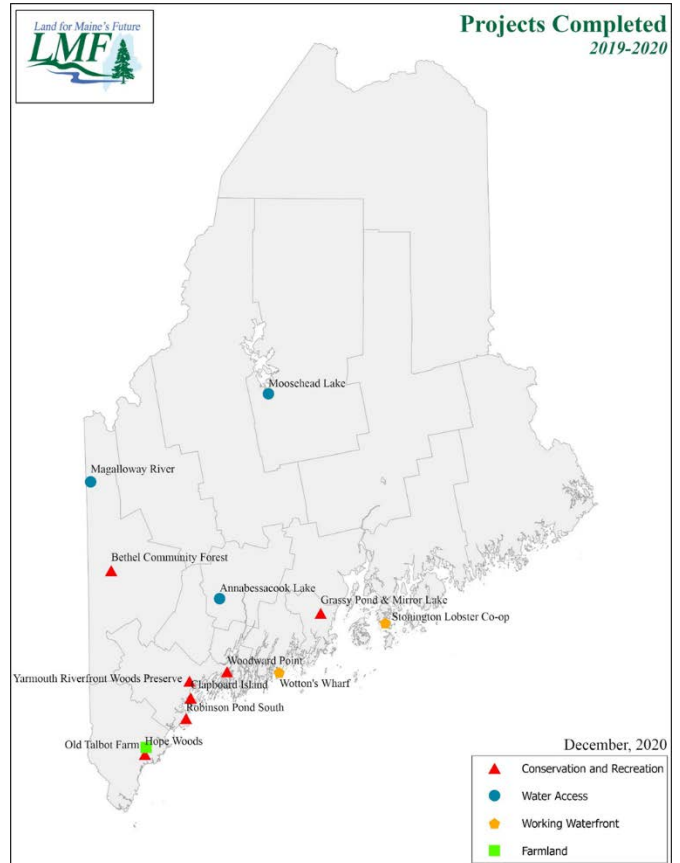 Land for Maine's Future
LMF
Projects Completed
2019-2020
Moosehead Lake
Magalloway River
Bethel Community Forest
Annabessacook Lake
Grassy Pond & Mirror Lake
Stonington Lobster Co-op
Woodward Point
Yarmouth Riverfront Woods Preserve
Clapboard Island
Wotton's Wharf
Robinson Pond South
Old Talbot Farm
Hope Woods
December, 2020
Conservation and Recreation
Water Access
Working Waterfront
Farmland